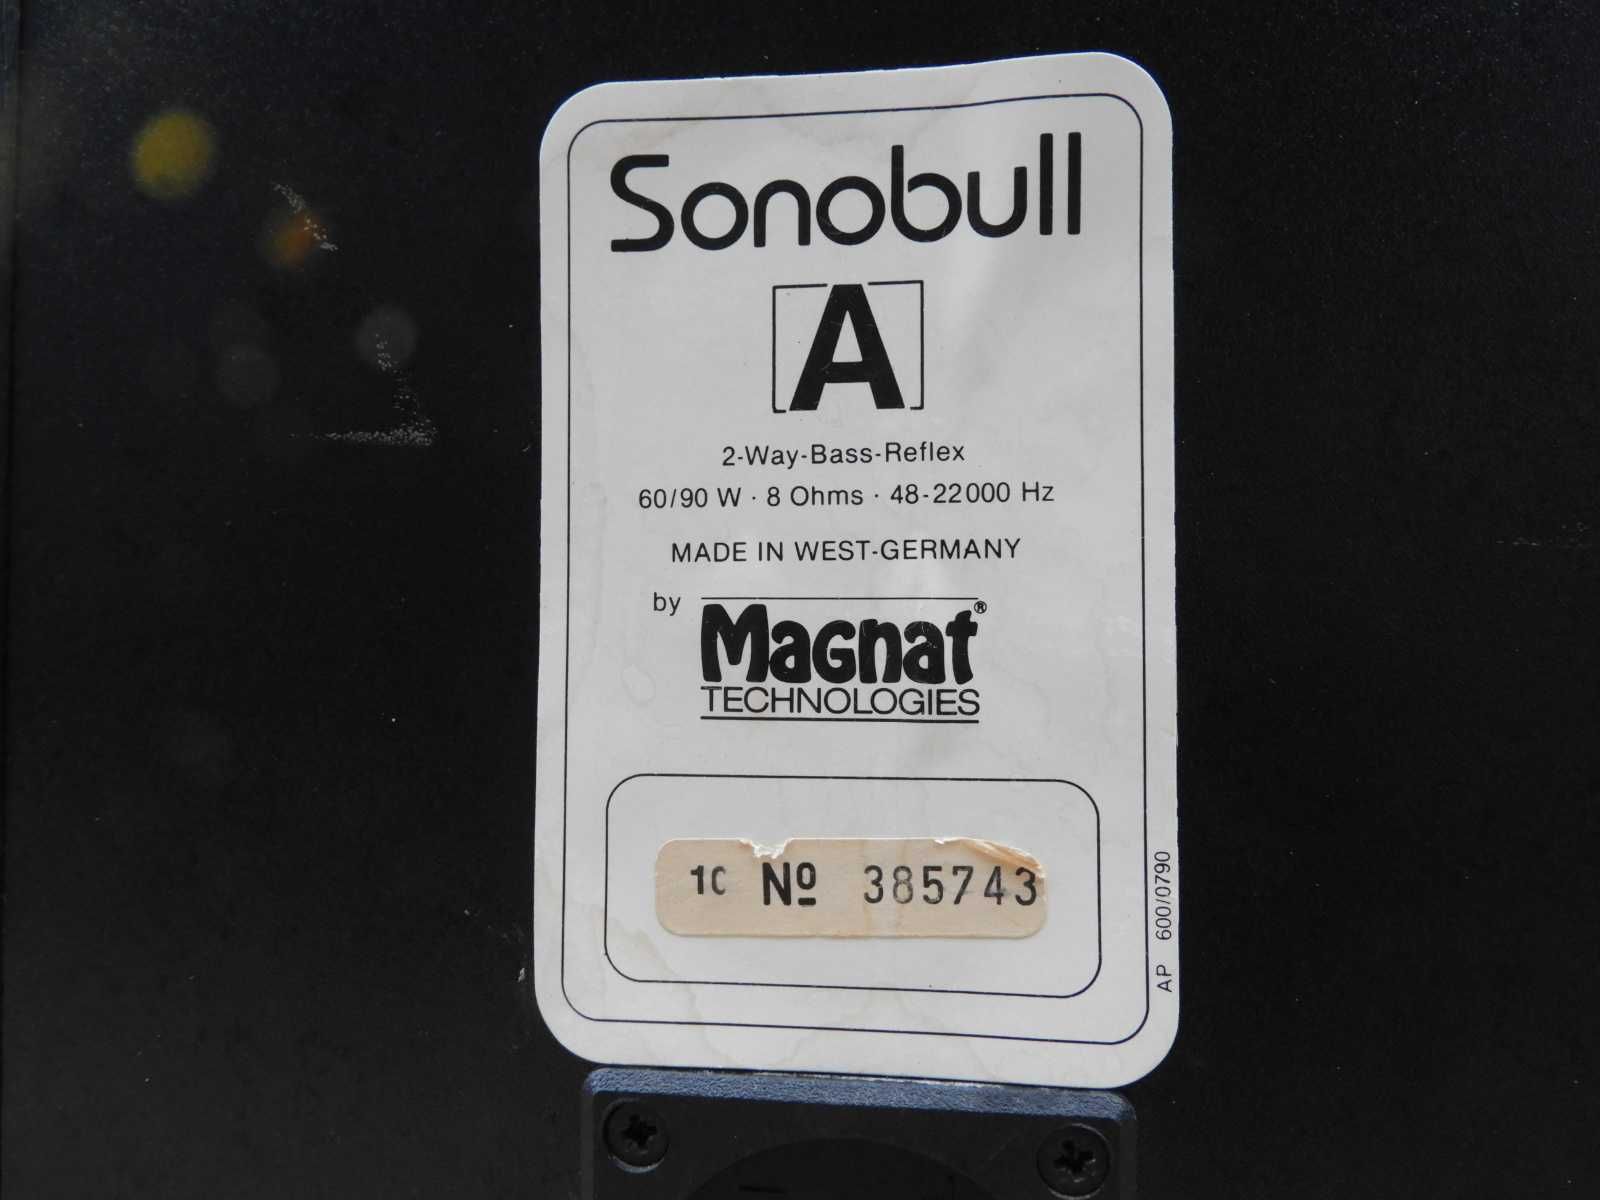 Sonobull
[A]
2-Way-Bass-Reflex
60/90 W · 8 Ohms · 48-22000 Hz
MADE IN WEST-GERMANY
by Magnat®
TECHNOLOGIES
1C Nº 385743
AP 600/0790